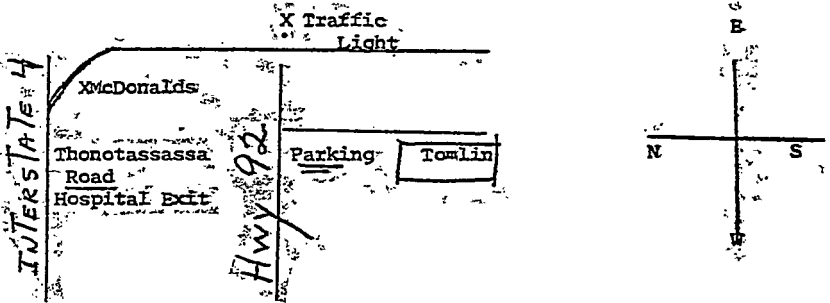 X Traffic
Light
XMcDonalds
INTERSTATE 4
Thonotassassa
Road
Hospital Exit
Hwy 92
Parking
Tomlin
E
N
S
W